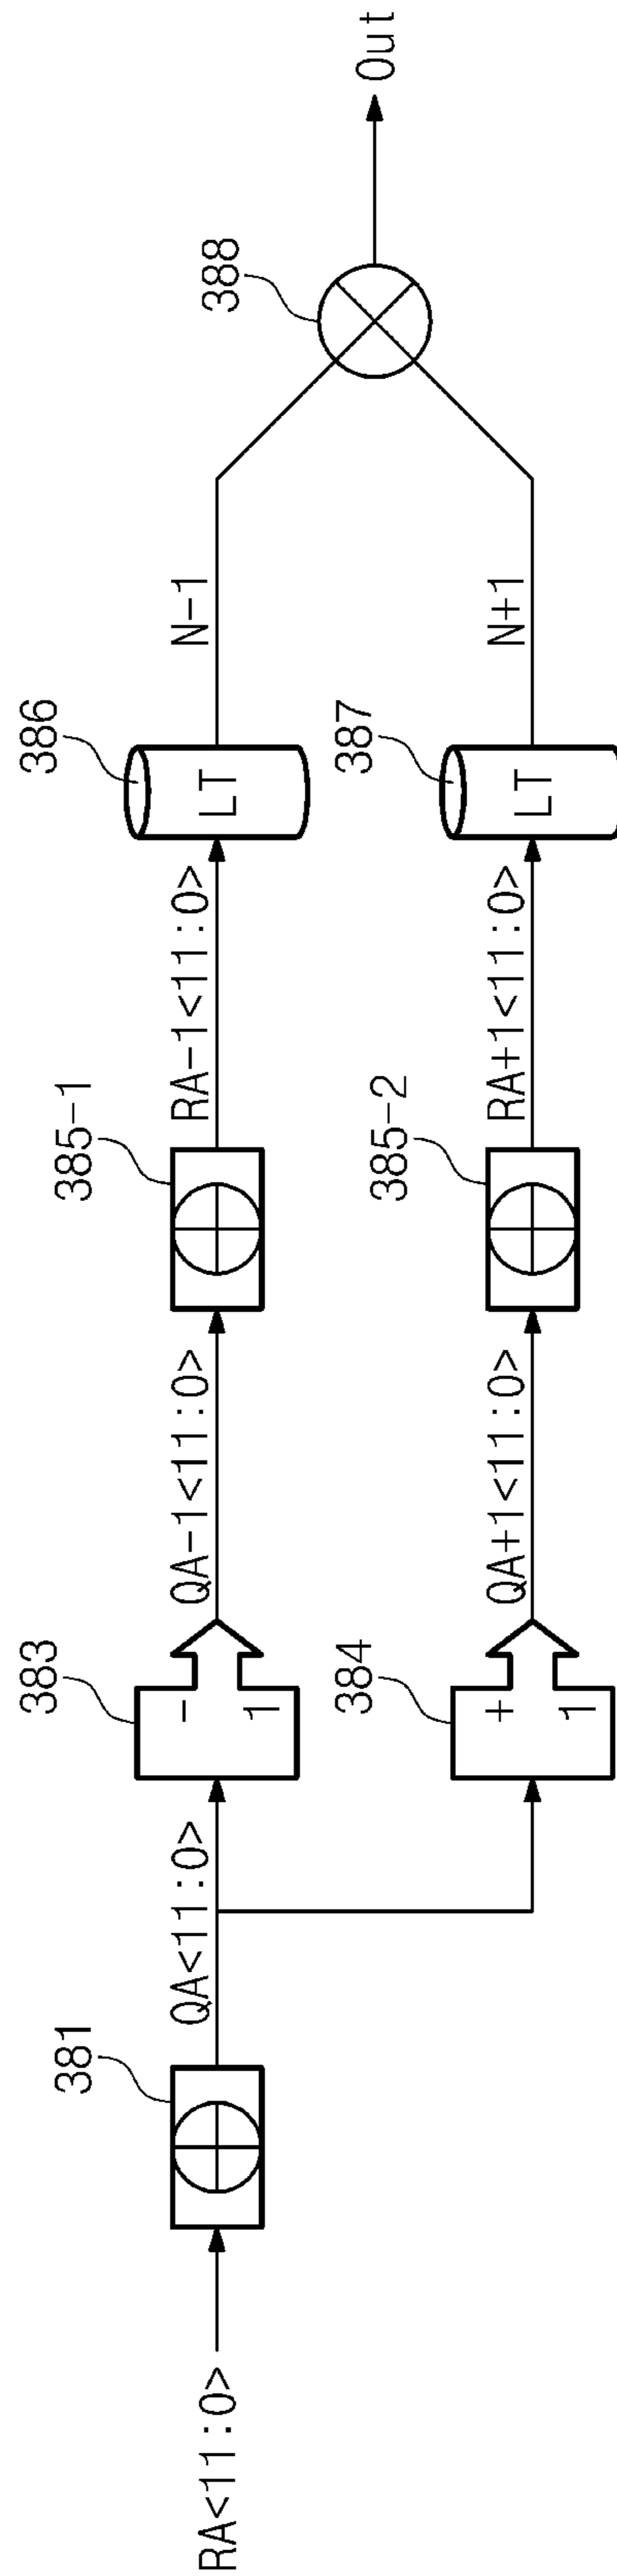 RA<11:0>
381
QA<11:0>
383
-
1
QA-1<11:0>
385-1
RA-1<11:0>
386
LT
N-1
384
+
1
QA+1<11:0>
385-2
RA+1<11:0>
387
LT
N+1
388
Out